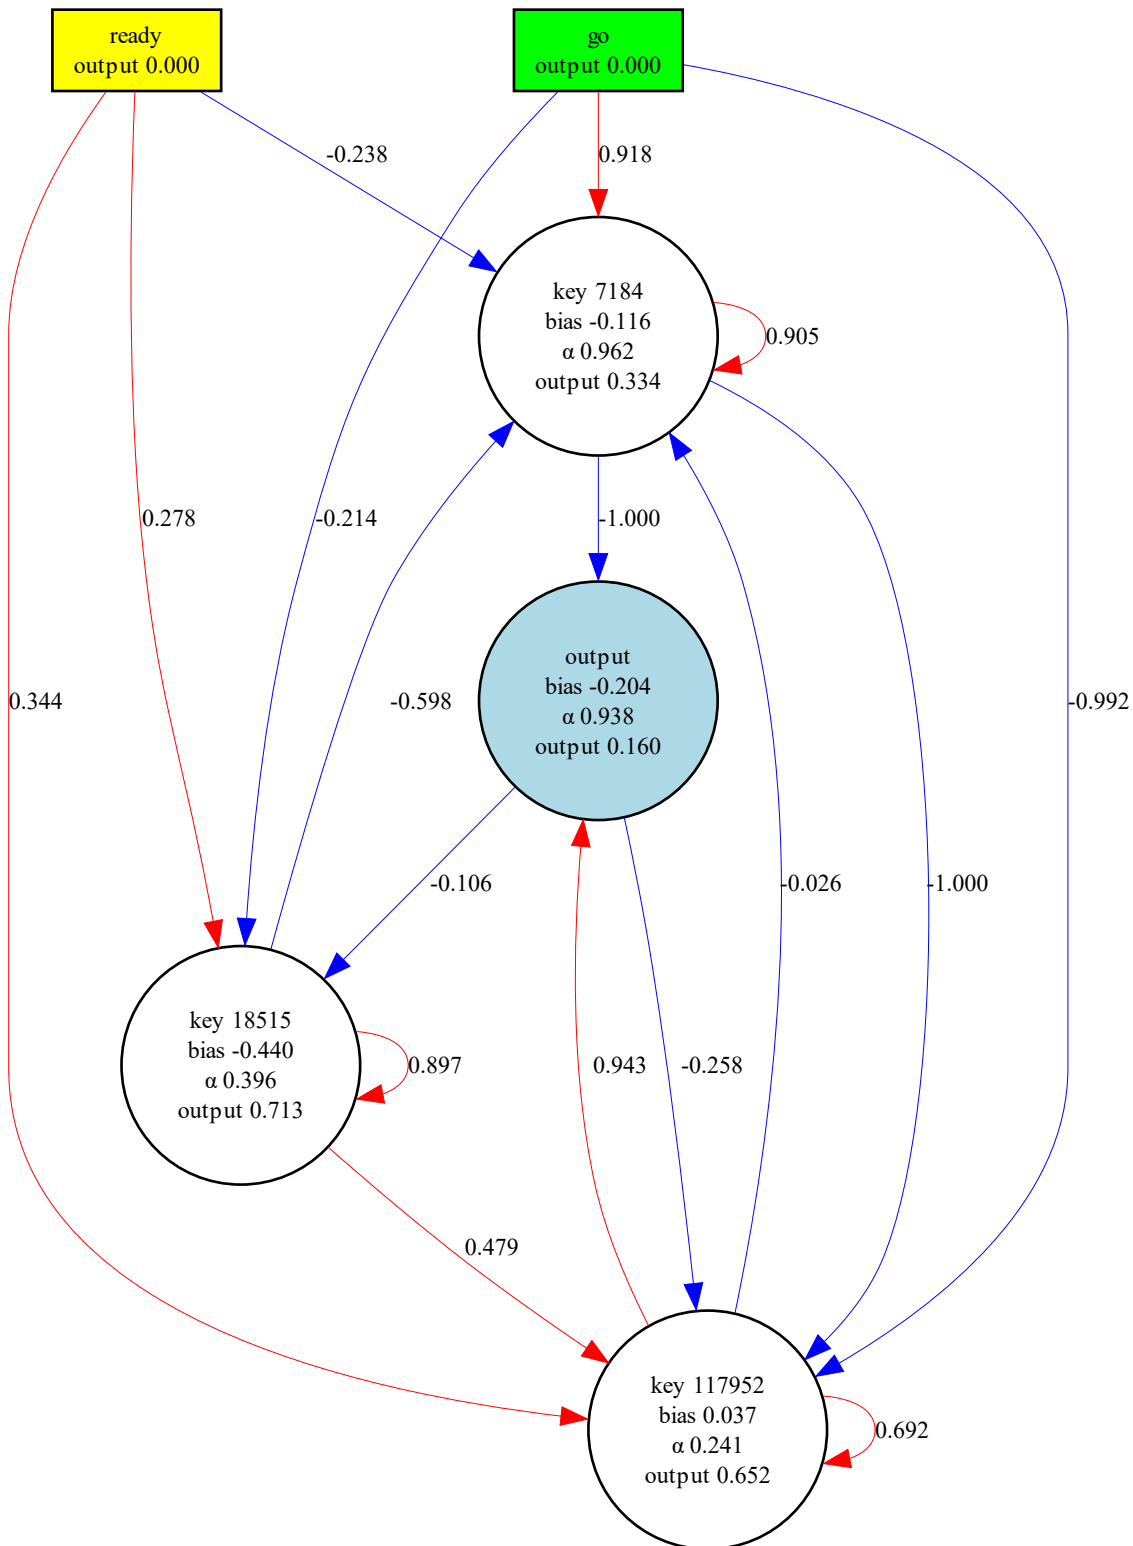 ready
output 0.000
go
output 0.000
-0.238
0.918
key 7184
bias -0.116
α 0.962
output 0.334
0.905
0.278
-0.214
-1.000
output
bias -0.204
α 0.938
output 0.160
0.344
-0.598
-0.992
-0.106
-0.026
-1.000
key 18515
bias -0.440
α 0.396
output 0.713
0.897
0.943
-0.258
0.479
key 117952
bias 0.037
α 0.241
output 0.652
0.692